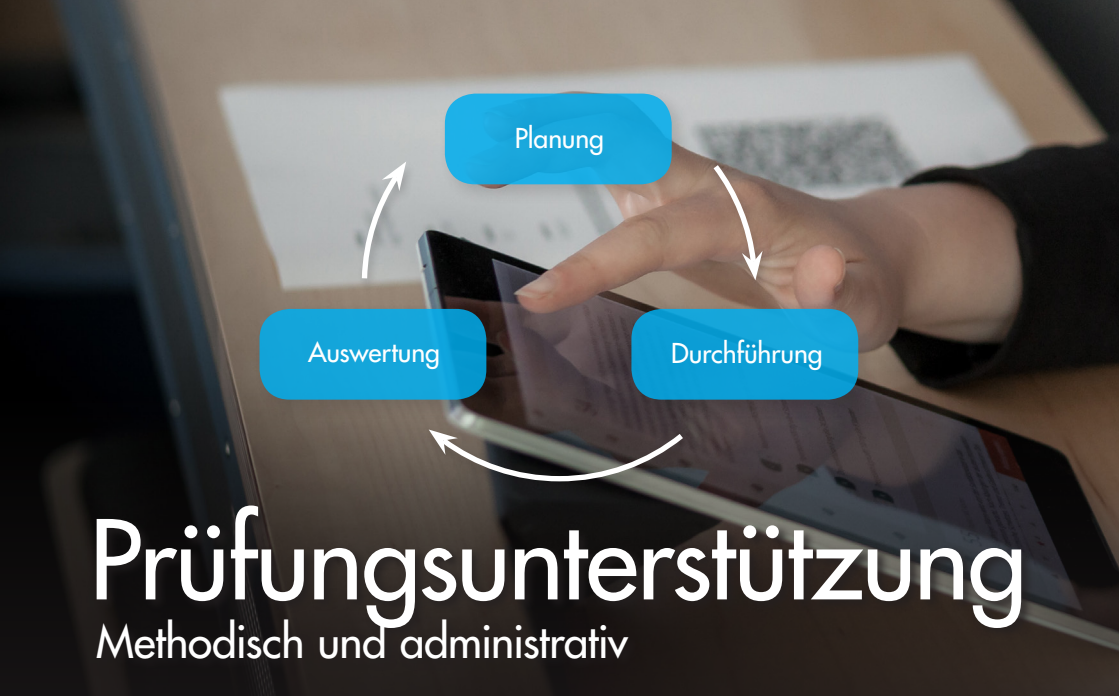 Planung
Auswertung
Durchführung
Prüfungsunterstützung
Methodisch und administrativ